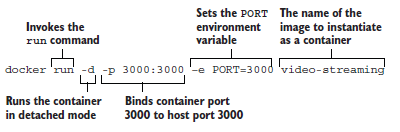 Invokes the
run command
Sets the PORT
environment
variable
The name of the
image to instantiate
as a container
docker run -d -p 3000:3000 -e PORT=3000 video-streaming
Runs the container
in detached mode
Binds container port
3000 to host port 3000